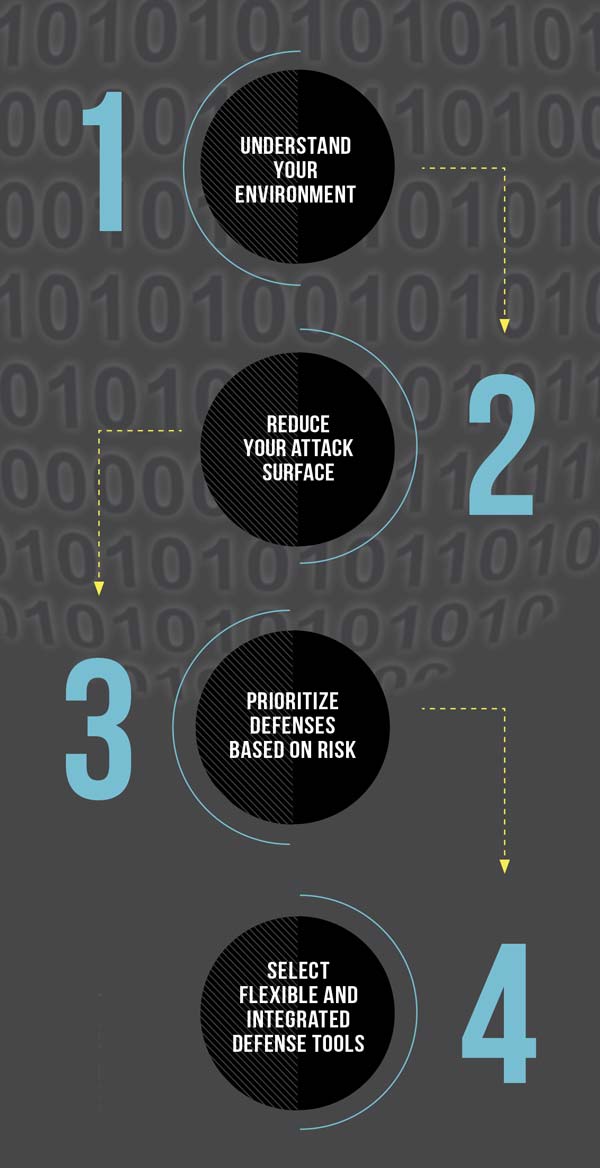 1
UNDERSTAND
YOUR
ENVIRONMENT
2
REDUCE
YOUR ATTACK
SURFACE
3
PRIORITIZE
DEFENSES
BASED ON RISK
4
SELECT
FLEXIBLE AND
INTEGRATED
DEFENSE TOOLS